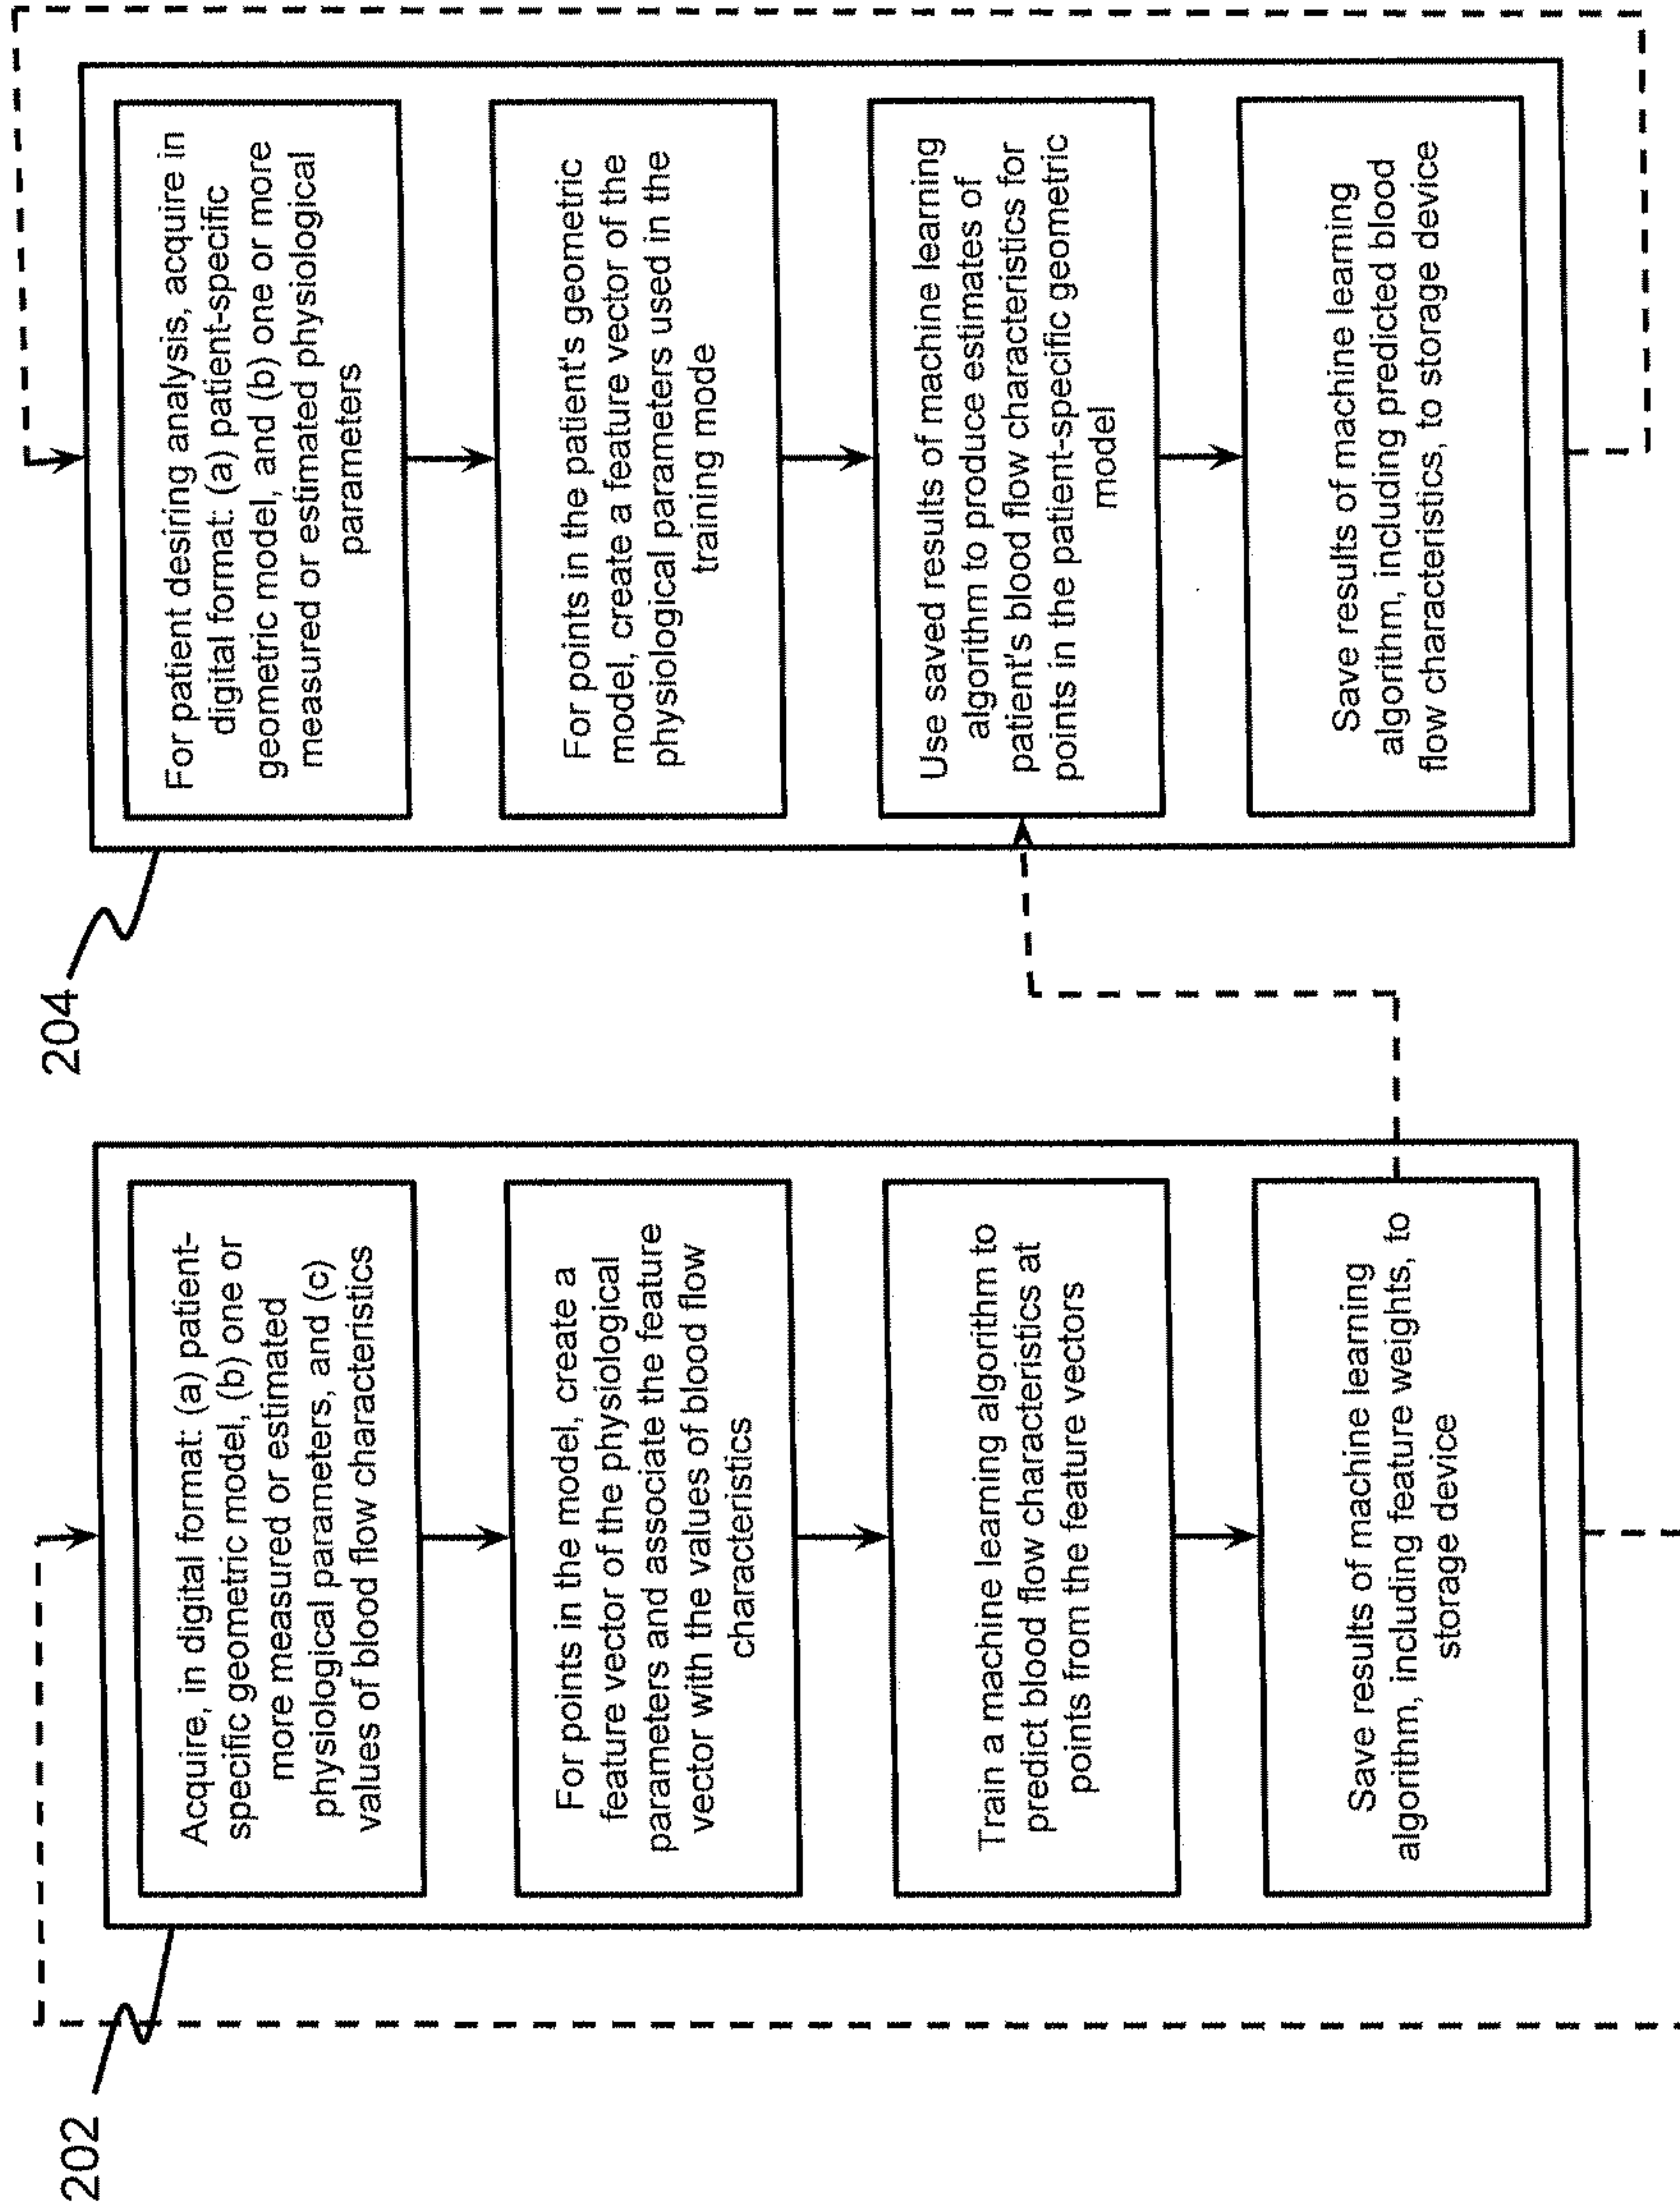 202
Acquire, in digital format: (a) patient-
specific geometric model, (b) one or
more measured or estimated
physiological parameters, and (c)
values of blood flow characteristics
For points in the model, create a
feature vector of the physiological
parameters and associate the feature
vector with the values of blood flow
characteristics
Train a machine learning algorithm to
predict blood flow characteristics at
points from the feature vectors
Save results of machine learning
algorithm, including feature weights, to
storage device
204
For patient desiring analysis, acquire in
digital format: (a) patient-specific
geometric model, and (b) one or more
measured or estimated physiological
parameters
For points in the patient's geometric
model, create a feature vector of the
physiological parameters used in the
training mode
Use saved results of machine learning
algorithm to produce estimates of
patient's blood flow characteristics for
points in the patient-specific geometric
model
Save results of machine learning
algorithm, including predicted blood
flow characteristics, to storage device